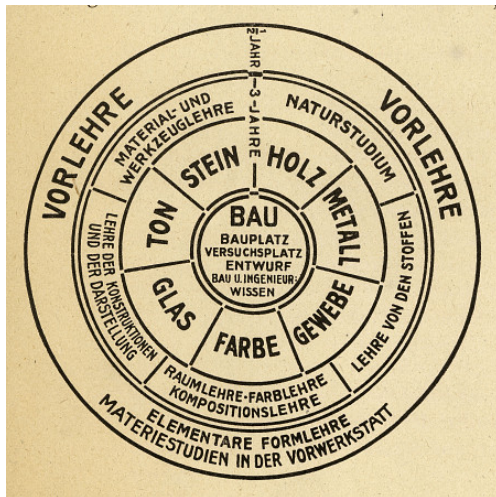 ½ JAHR
3 JAHRE
VORLEHRE
VORLEHRE
ELEMENTARE FORMLEHRE
MATERIESTUDIEN IN DER VORWERKSTATT
MATERIAL- UND
WERKZEUGLEHRE
NATURSTUDIUM
LEHRE VON DEN STOFFEN
RAUMLEHRE-FARBLEHRE
KOMPOSITIONSLEHRE
LEHRE DER KONSTRUKTIONEN
UND DER DARSTELLUNG
STEIN
HOLZ
METALL
GEWEBE
FARBE
GLAS
TON
BAU
BAUPLATZ
VERSUCHSPLATZ
ENTWURF
BAU U. INGENIEUR-
WISSEN